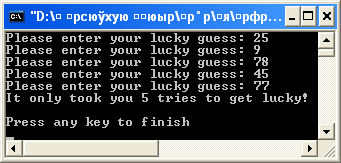 Please enter your lucky guess: 25
Please enter your lucky guess: 9
Please enter your lucky guess: 78
Please enter your lucky guess: 45
Please enter your lucky guess: 77
It only took you 5 tries to get lucky!
Press any key to finish